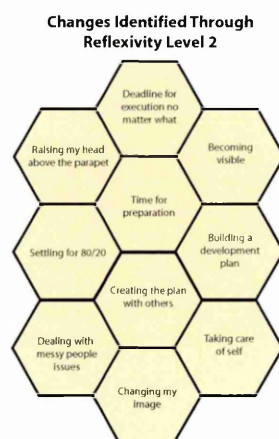 Changes Identified Through
Reflexivity Level 2
Deadline for
execution no
matter what
Raising my head
above the parapet
Becoming
visible
Time for
preparation
Settling for 80/20
Building a
development
plan
Creating the plan
with others
Dealing with
messy people
issues
Taking care
of self
Changing my
image